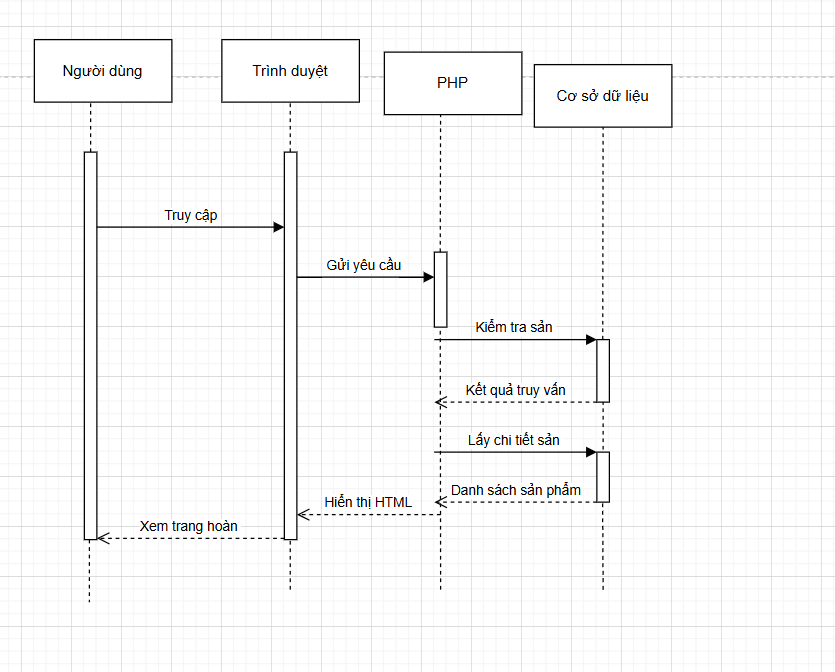 Người dùng
Trình duyệt
PHP
Cơ sở dữ liệu
Truy cập
Gửi yêu cầu
Kiểm tra sản
Kết quả truy vấn
Lấy chi tiết sản
Danh sách sản phẩm
Hiển thị HTML
Xem trang hoàn